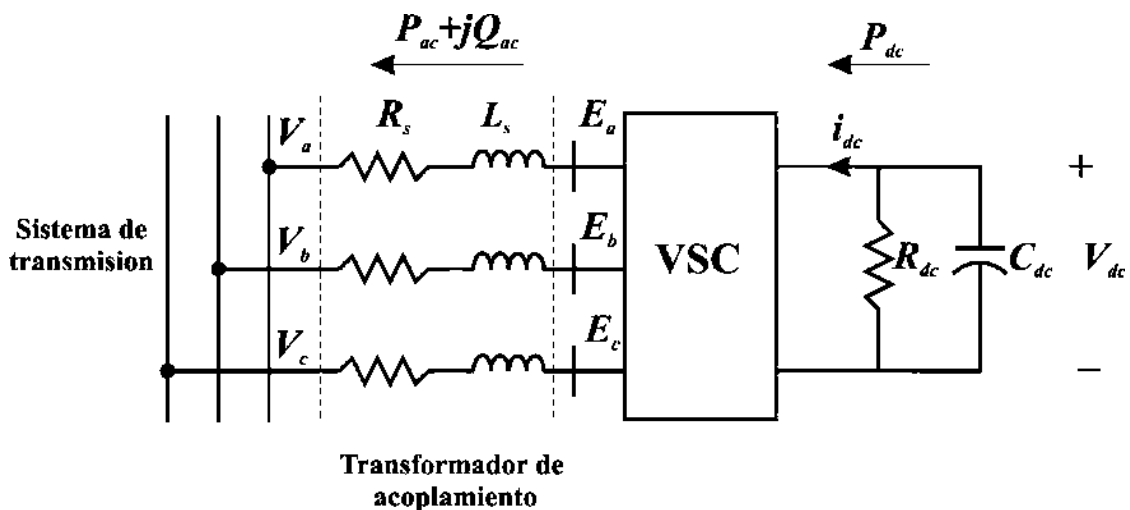 P_ac+jQ_ac
P_dc
V_a
R_s
L_s
E_a
i_dc
+
Sistema de
transmision
V_b
E_b
VSC
R_dc
C_dc
V_dc
V_c
E_c
−
Transformador de
acoplamiento